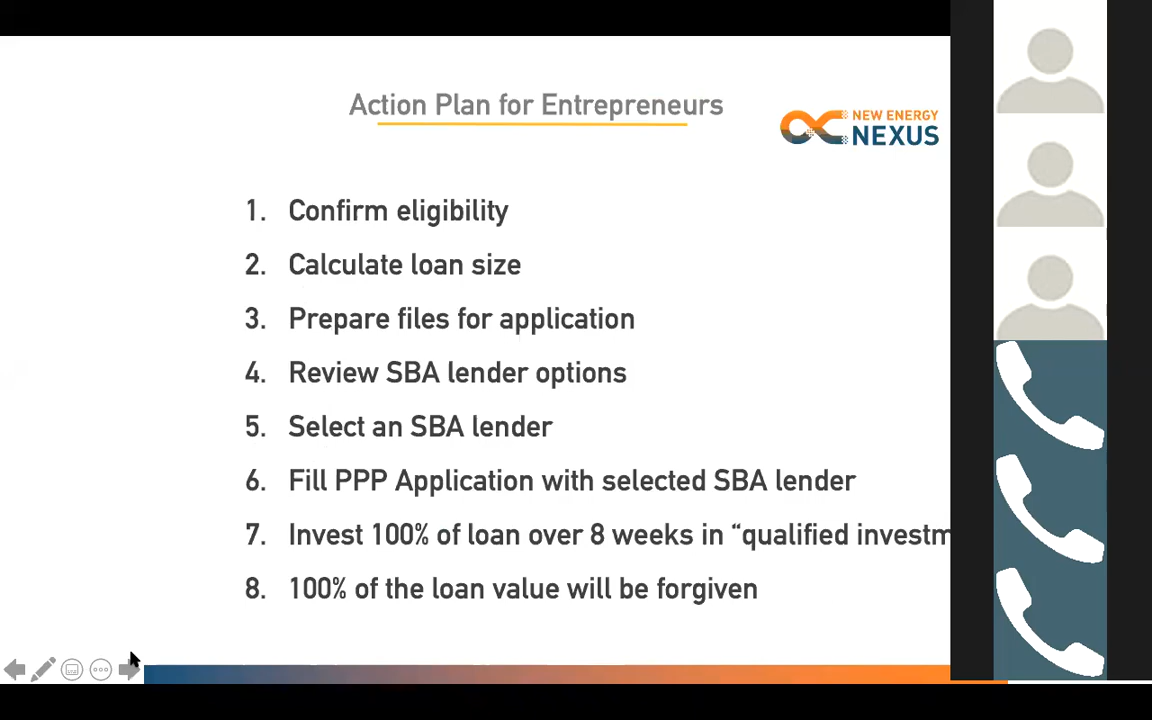 Action Plan for Entrepreneurs
NEW ENERGY
NEXUS
1. Confirm eligibility
2. Calculate loan size
3. Prepare files for application
4. Review SBA lender options
5. Select an SBA lender
6. Fill PPP Application with selected SBA lender
7. Invest 100% of loan over 8 weeks in “qualified investm
8. 100% of the loan value will be forgiven